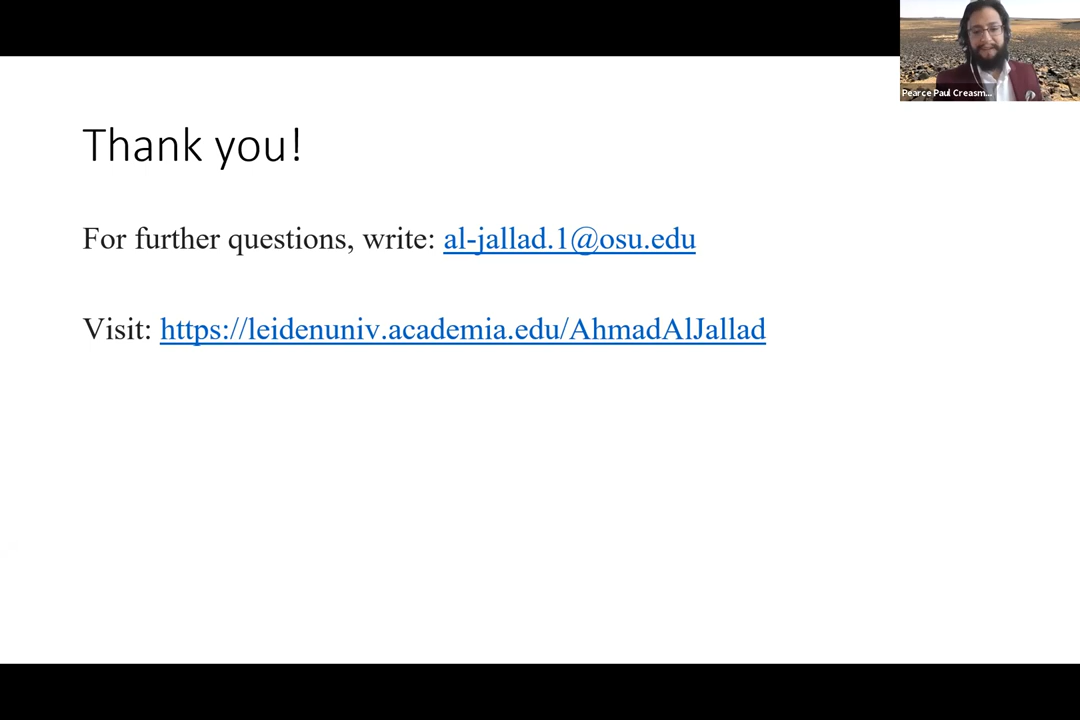 Pearce Paul Creasm...
Thank you!
For further questions, write: al-jallad.1@osu.edu
Visit: https://leidenuniv.academia.edu/AhmadAlJallad